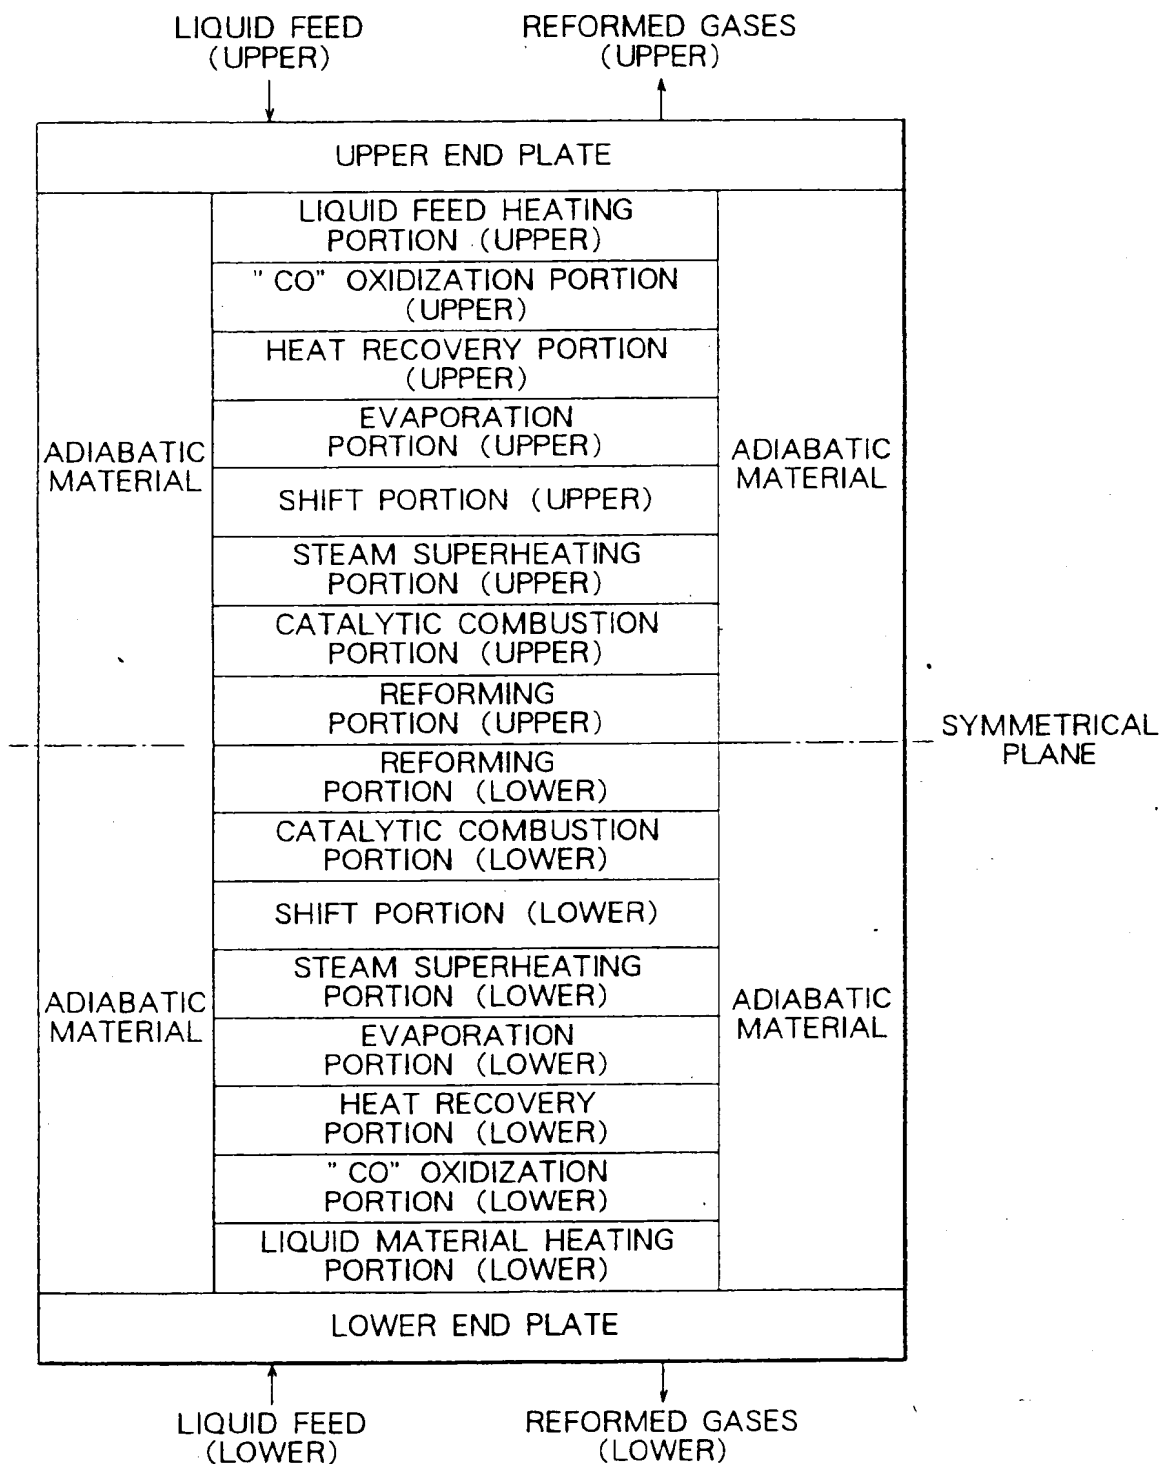 LIQUID FEED
(UPPER)
REFORMED GASES
(UPPER)
UPPER END PLATE
LIQUID FEED HEATING
PORTION (UPPER)
"CO" OXIDIZATION PORTION
(UPPER)
HEAT RECOVERY PORTION
(UPPER)
EVAPORATION
PORTION (UPPER)
ADIABATIC
MATERIAL
ADIABATIC
MATERIAL
SHIFT PORTION (UPPER)
STEAM SUPERHEATING
PORTION (UPPER)
CATALYTIC COMBUSTION
PORTION (UPPER)
REFORMING
PORTION (UPPER)
SYMMETRICAL
PLANE
REFORMING
PORTION (LOWER)
CATALYTIC COMBUSTION
PORTION (LOWER)
SHIFT PORTION (LOWER)
STEAM SUPERHEATING
PORTION (LOWER)
ADIABATIC
MATERIAL
ADIABATIC
MATERIAL
EVAPORATION
PORTION (LOWER)
HEAT RECOVERY
PORTION (LOWER)
"CO" OXIDIZATION
PORTION (LOWER)
LIQUID MATERIAL HEATING
PORTION (LOWER)
LOWER END PLATE
LIQUID FEED
(LOWER)
REFORMED GASES
(LOWER)